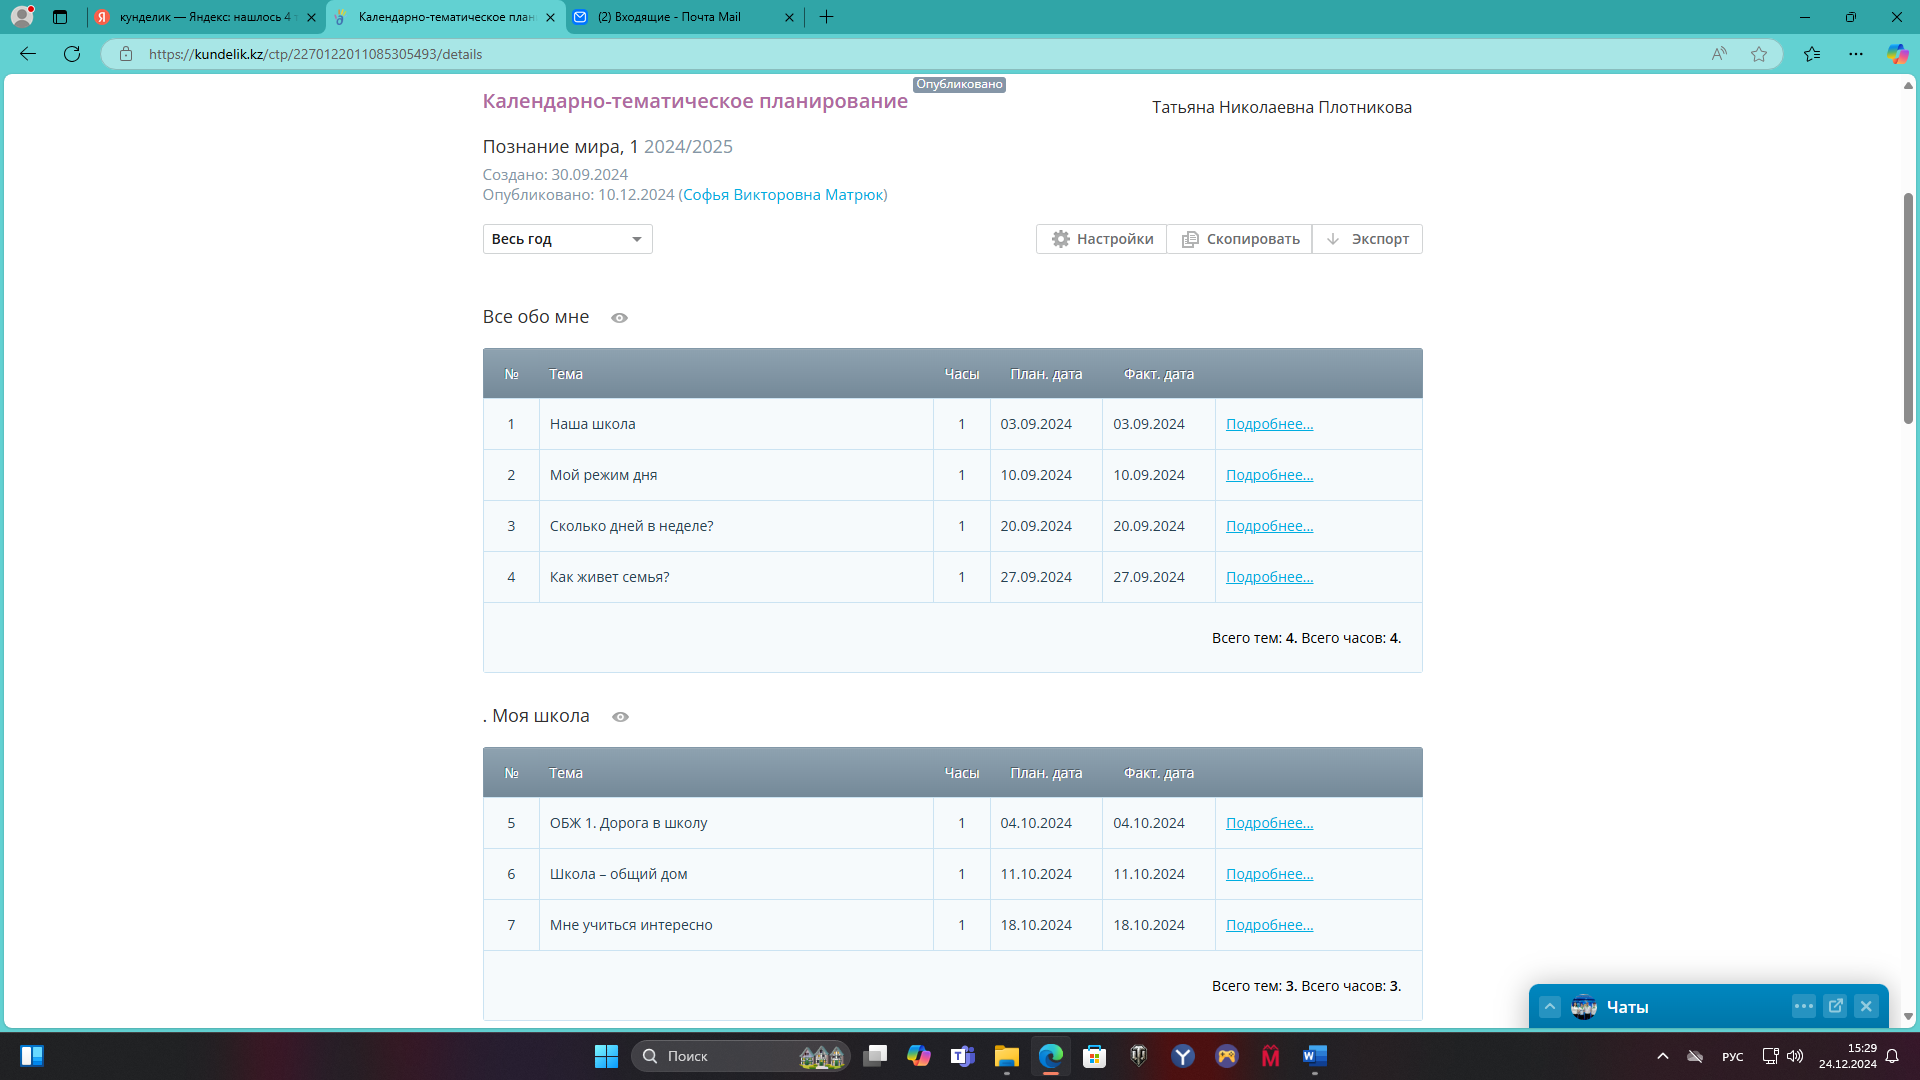 кунделик — Яндекс: нашлось 4 т
Календарно-тематическое план
(2) Входящие - Почта Mail
https://kundelik.kz/ctp/2270122011085305493/details
Опубликовано
Календарно-тематическое планирование
Татьяна Николаевна Плотникова
Познание мира, 1 2024/2025
Создано: 30.09.2024
Опубликовано: 10.12.2024 (Софья Викторовна Матрюк)
Весь год
Настройки Скопировать Экспорт
Все обо мне
№ Тема Часы План. дата Факт. дата
1 Наша школа 1 03.09.2024 03.09.2024 Подробнее...
2 Мой режим дня 1 10.09.2024 10.09.2024 Подробнее...
3 Сколько дней в неделе? 1 20.09.2024 20.09.2024 Подробнее...
4 Как живет семья? 1 27.09.2024 27.09.2024 Подробнее...
Всего тем: 4. Всего часов: 4.
. Моя школа
№ Тема Часы План. дата Факт. дата
5 ОБЖ 1. Дорога в школу 1 04.10.2024 04.10.2024 Подробнее...
6 Школа – общий дом 1 11.10.2024 11.10.2024 Подробнее...
7 Мне учиться интересно 1 18.10.2024 18.10.2024 Подробнее...
Всего тем: 3. Всего часов: 3.
Чаты
Поиск
РУС
15:29
24.12.2024